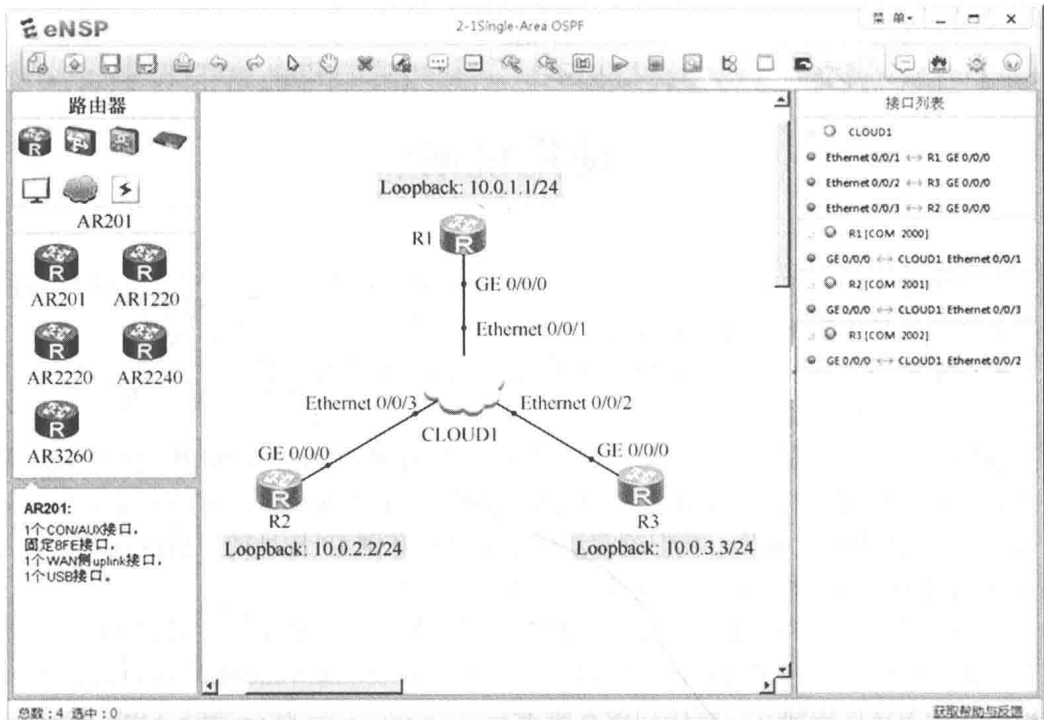 eNSP
2-1Single-Area OSPF
菜 单
路由器
AR201
AR201
AR1220
AR2220
AR2240
AR3260
AR201:
1个CON/AUX接口,
固定8FE接口,
1个WAN侧uplink接口,
1个USB接口。
Loopback: 10.0.1.1/24
R1
GE 0/0/0
Ethernet 0/0/1
Ethernet 0/0/3
Ethernet 0/0/2
CLOUD1
GE 0/0/0
GE 0/0/0
R2
R3
Loopback: 10.0.2.2/24
Loopback: 10.0.3.3/24
接口列表
CLOUD1
Ethernet 0/0/1 ↔ R1 GE 0/0/0
Ethernet 0/0/2 ↔ R3 GE 0/0/0
Ethernet 0/0/3 ↔ R2 GE 0/0/0
R1 [COM 2000]
GE 0/0/0 ↔ CLOUD1 Ethernet 0/0/1
R2 [COM 2001]
GE 0/0/0 ↔ CLOUD1 Ethernet 0/0/3
R3 [COM 2002]
GE 0/0/0 ↔ CLOUD1 Ethernet 0/0/2
总数:4 选中:0
获取帮助与反馈